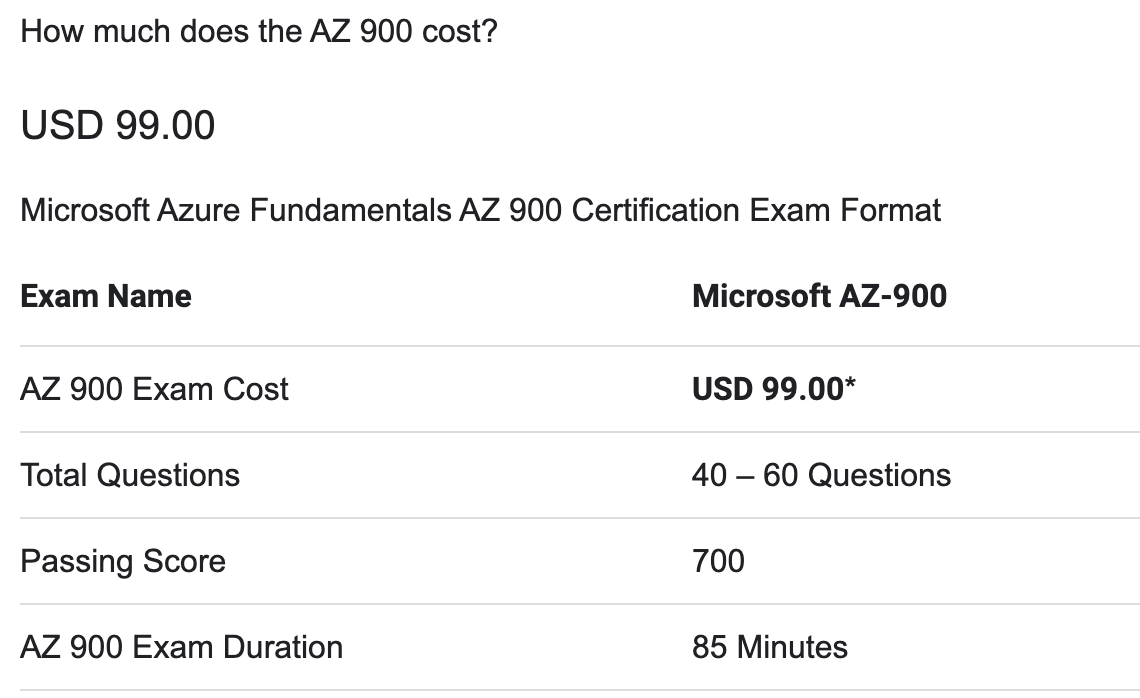 How much does the AZ 900 cost?
USD 99.00
Microsoft Azure Fundamentals AZ 900 Certification Exam Format
Exam Name Microsoft AZ-900
AZ 900 Exam Cost USD 99.00*
Total Questions 40 – 60 Questions
Passing Score 700
AZ 900 Exam Duration 85 Minutes